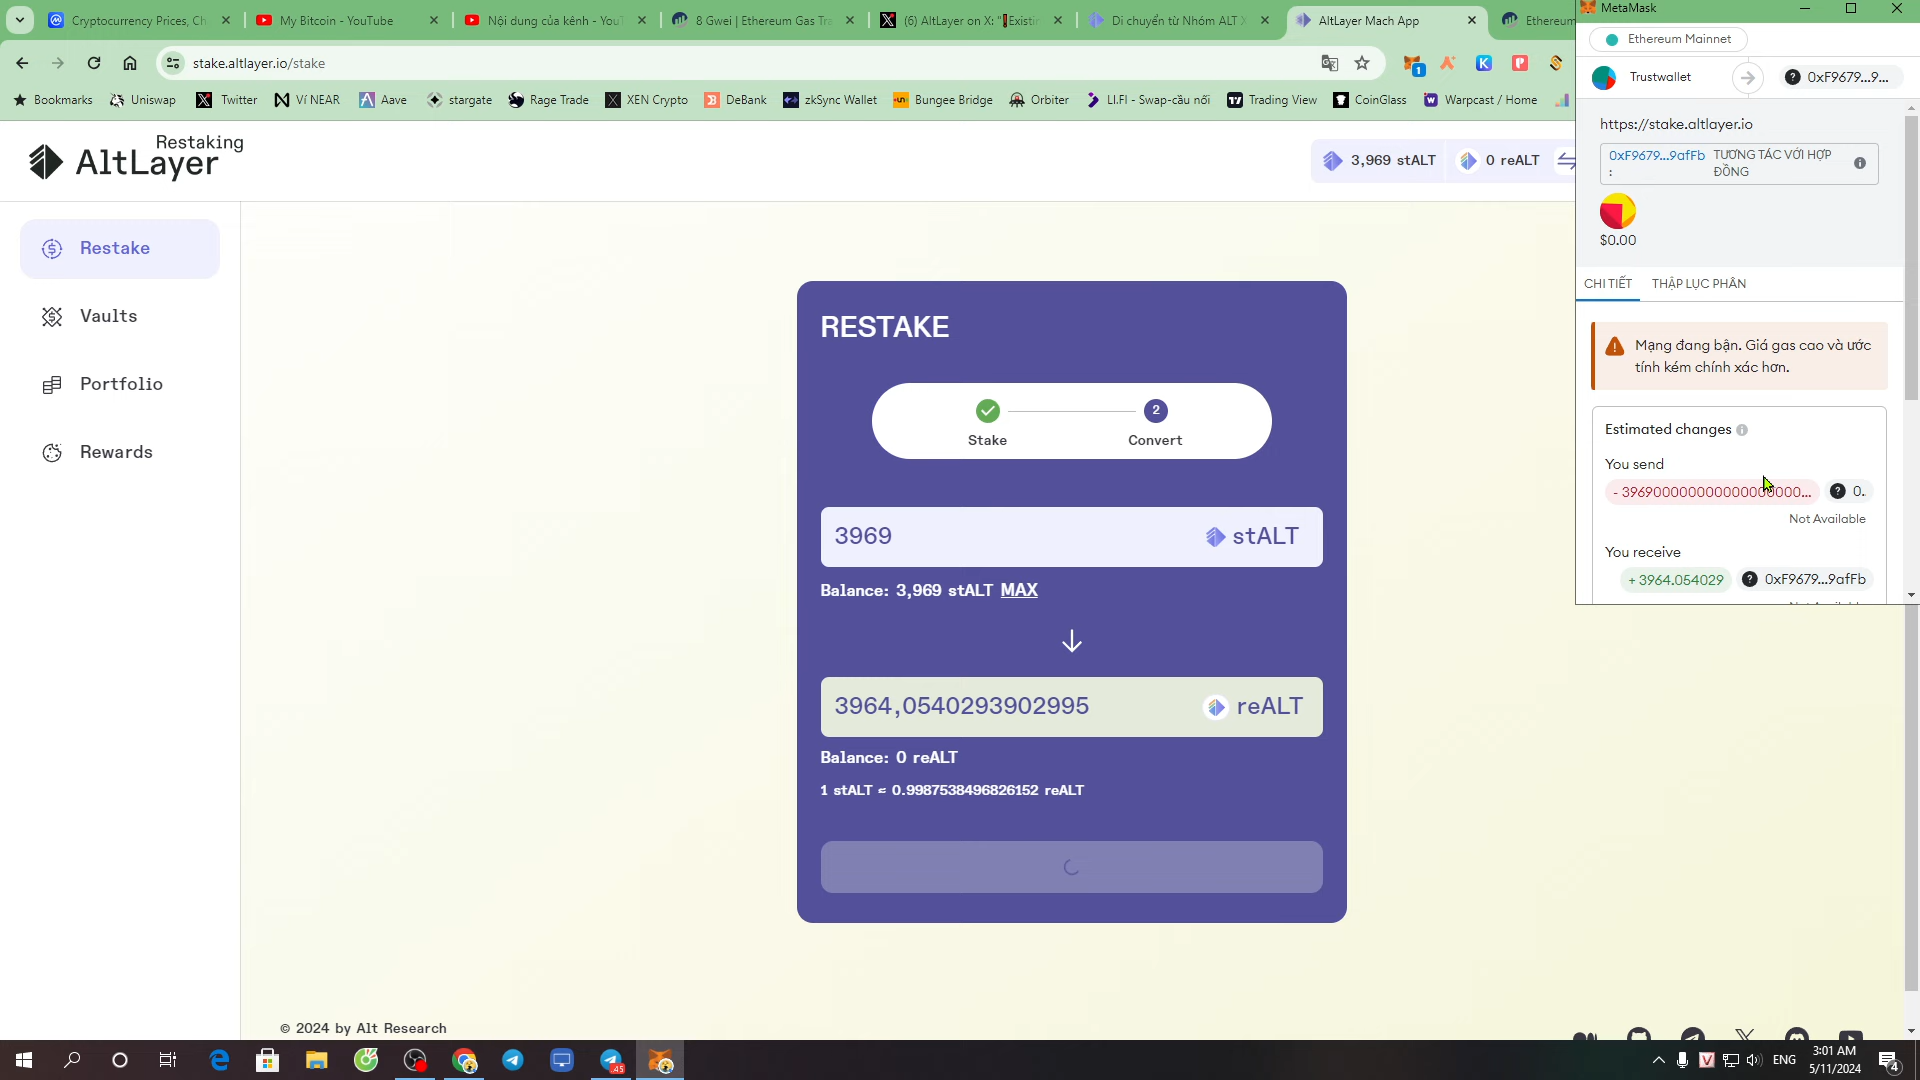 Cryptocurrency Prices, Ch
My Bitcoin - YouTube
Nội dung của kênh - YouT
8 Gwei | Ethereum Gas Tra
(6) AltLayer on X: "❗Existin
Di chuyển từ Nhóm ALT X
AltLayer Mach App
Ethereum
stake.altlayer.io/stake
1
Bookmarks
Uniswap
Twitter
Ví NEAR
Aave
stargate
Rage Trade
XEN Crypto
DeBank
zkSync Wallet
Bungee Bridge
Orbiter
LI.FI - Swap-cầu nối
Trading View
CoinGlass
Warpcast / Home
Restaking
AltLayer
3,969 stALT
0 reALT
Restake
Vaults
Portfolio
Rewards
RESTAKE
2
Stake
Convert
3969
stALT
Balance: 3,969 stALT MAX
3964,0540293902995
reALT
Balance: 0 reALT
1 stALT = 0.9987538496826152 reALT
© 2024 by Alt Research
MetaMask
Ethereum Mainnet
Trustwallet
0xF9679...9...
https://stake.altlayer.io
0xF9679...9afFb
:
TƯƠNG TÁC VỚI HỢP
ĐỒNG
$0.00
CHI TIẾT
THẬP LỤC PHÂN
Mạng đang bận. Giá gas cao và ước
tính kém chính xác hơn.
Estimated changes
You send
0.
Not Available
You receive
+ 3964.054029
0xF9679...9afFb
45
ENG
3:01 AM
5/11/2024
4